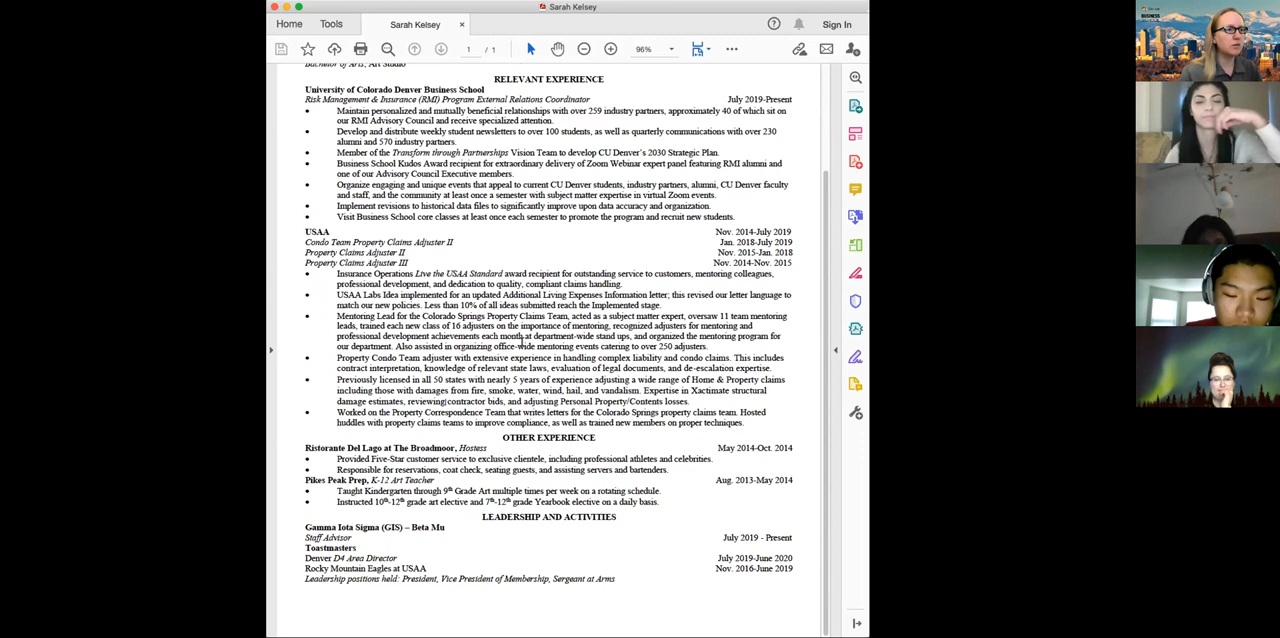 Sarah Kelsey
Home
Tools
Sarah Kelsey
Sign In
1 / 1
96%
Bachelor of Arts, Art Studio
RELEVANT EXPERIENCE
University of Colorado Denver Business School
Risk Management & Insurance (RMI) Program External Relations Coordinator July 2019-Present
• Maintain personalized and mutually beneficial relationships with over 259 industry partners, approximately 40 of which sit on
our RMI Advisory Council and receive specialized attention.
• Develop and distribute weekly student newsletters to over 100 students, as well as quarterly communications with over 230
alumni and 570 industry partners.
• Member of the Transform through Partnerships Vision Team to develop CU Denver's 2030 Strategic Plan.
• Business School Kudos Award recipient for extraordinary delivery of Zoom Webinar expert panel featuring RMI alumni and
one of our Advisory Council Executive members.
• Organize engaging and unique events that appeal to current CU Denver students, industry partners, alumni, CU Denver faculty
and staff, and the community at least once a semester with subject matter expertise in virtual Zoom events.
• Implement revisions to historical data files to significantly improve upon data accuracy and organization.
• Visit Business School core classes at least once each semester to promote the program and recruit new students.
USAA Nov. 2014-July 2019
Condo Team Property Claims Adjuster II Jan. 2018-July 2019
Property Claims Adjuster II Nov. 2015-Jan. 2018
Property Claims Adjuster III Nov. 2014-Nov. 2015
• Insurance Operations Live the USAA Standard award recipient for outstanding service to customers, mentoring colleagues,
professional development, and dedication to quality, compliant claims handling.
• USAA Labs Idea implemented for an updated Additional Living Expenses Information letter; this revised our letter language to
match our new policies. Less than 10% of all ideas submitted reach the Implemented stage.
• Mentoring Lead for the Colorado Springs Property Claims Team, acted as a subject matter expert, oversaw 11 team mentoring
leads, trained each new class of 16 adjusters on the importance of mentoring, recognized adjusters for mentoring and
professional development achievements each month at department-wide stand ups, and organized the mentoring program for
our department. Also assisted in organizing office-wide mentoring events catering to over 250 adjusters.
• Property Condo Team adjuster with extensive experience in handling complex liability and condo claims. This includes
contract interpretation, knowledge of relevant state laws, evaluation of legal documents, and de-escalation expertise.
• Previously licensed in all 50 states with nearly 5 years of experience adjusting a wide range of Home & Property claims
including those with damages from fire, smoke, water, wind, hail, and vandalism. Expertise in Xactimate structural
damage estimates, reviewing contractor bids, and adjusting Personal Property/Contents losses.
• Worked on the Property Correspondence Team that writes letters for the Colorado Springs property claims team. Hosted
huddles with property claims teams to improve compliance, as well as trained new members on proper techniques.
OTHER EXPERIENCE
Ristorante Del Lago at The Broadmoor, Hostess May 2014-Oct. 2014
• Provided Five-Star customer service to exclusive clientele, including professional athletes and celebrities.
• Responsible for reservations, coat check, seating guests, and assisting servers and bartenders.
Pikes Peak Prep, K-12 Art Teacher Aug. 2013-May 2014
• Taught Kindergarten through 9th Grade Art multiple times per week on a rotating schedule.
• Instructed 10th-12th grade art elective and 7th-12th grade Yearbook elective on a daily basis.
LEADERSHIP AND ACTIVITIES
Gamma Iota Sigma (GIS) – Beta Mu
Staff Advisor July 2019 - Present
Toastmasters
Denver D4 Area Director July 2019-June 2020
Rocky Mountain Eagles at USAA Nov. 2016-June 2019
Leadership positions held: President, Vice President of Membership, Sergeant at Arms
BUSINESS